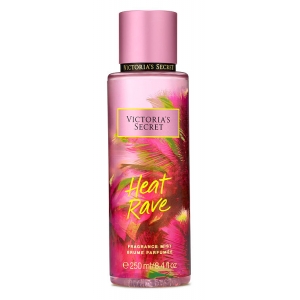 VICTORIA'S SECRET
VICTORIA'S
SECRET
Heat
Rave
FRAGRANCE MIST
BRUME PARFUMÉE
℮ 250 ml/8.4 fl oz